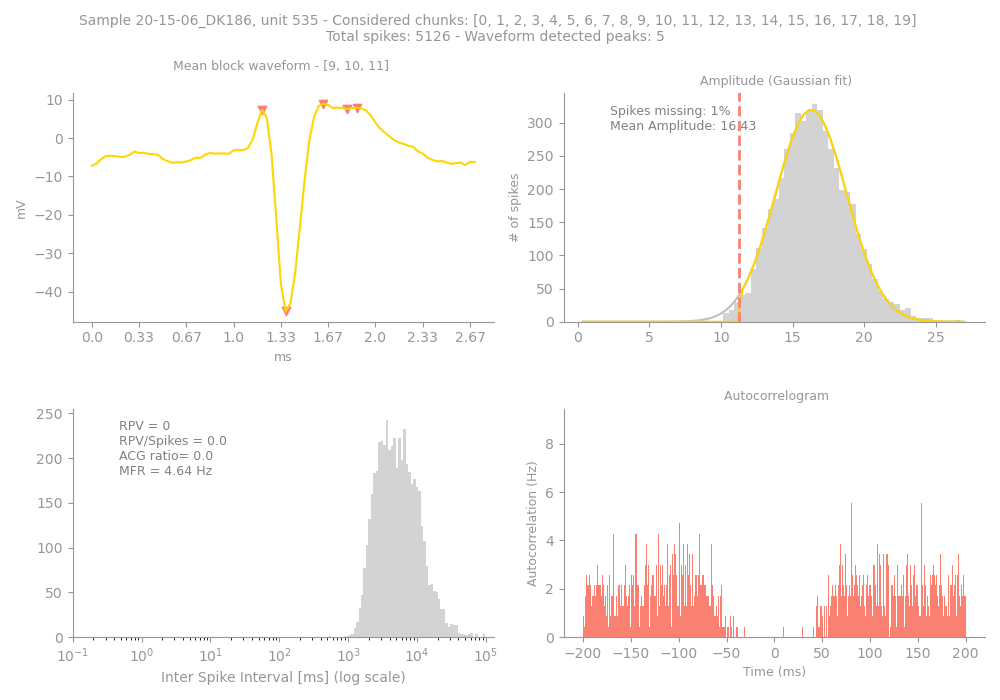 Sample 20-15-06_DK186, unit 535 - Considered chunks: [0, 1, 2, 3, 4, 5, 6, 7, 8, 9, 10, 11, 12, 13, 14, 15, 16, 17, 18, 19]
Total spikes: 5126 - Waveform detected peaks: 5
Mean block waveform - [9, 10, 11]
10
0
−10
−20
−30
−40
mV
0.0 0.33 0.67 1.0 1.33 1.67 2.0 2.33 2.67
ms
Amplitude (Gaussian fit)
Spikes missing: 1%
Mean Amplitude: 16.43
300
250
200
150
100
50
0
# of spikes
0 5 10 15 20 25
250
200
150
100
50
0
RPV = 0
RPV/Spikes = 0.0
ACG ratio= 0.0
MFR = 4.64 Hz
10⁻¹ 10⁰ 10¹ 10² 10³ 10⁴ 10⁵
Inter Spike Interval [ms] (log scale)
Autocorrelogram
8
6
4
2
0
Autocorrelation (Hz)
−200 −150 −100 −50 0 50 100 150 200
Time (ms)